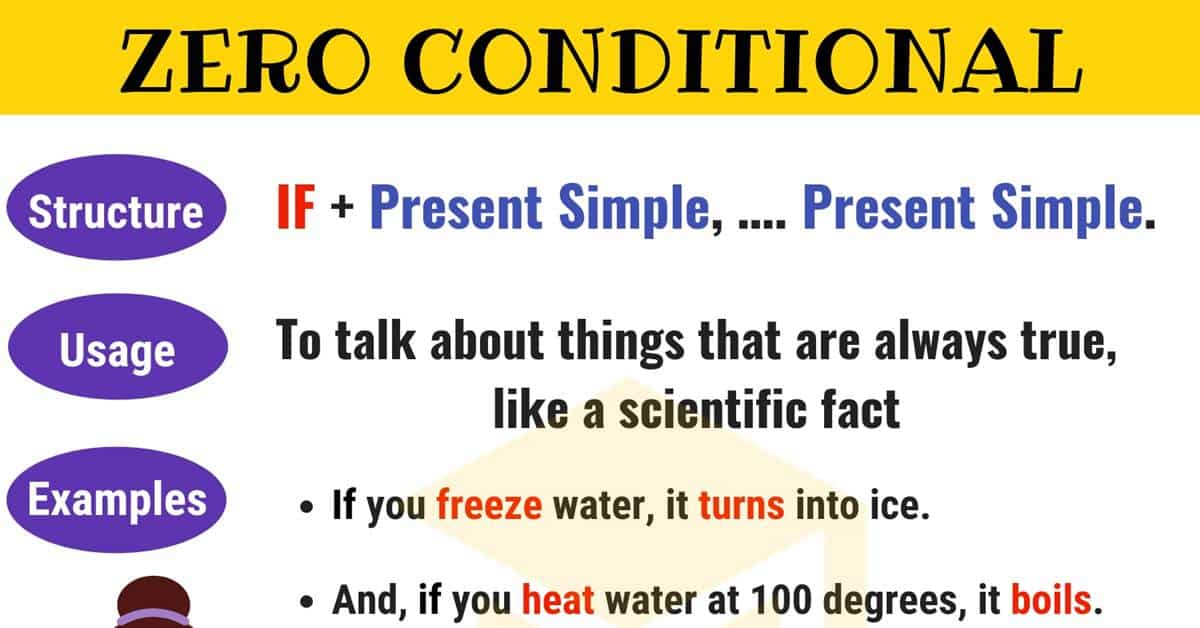 ZERO CONDITIONAL
Structure
IF + Present Simple, .... Present Simple.
Usage
To talk about things that are always true,
like a scientific fact
Examples
• If you freeze water, it turns into ice.
• And, if you heat water at 100 degrees, it boils.